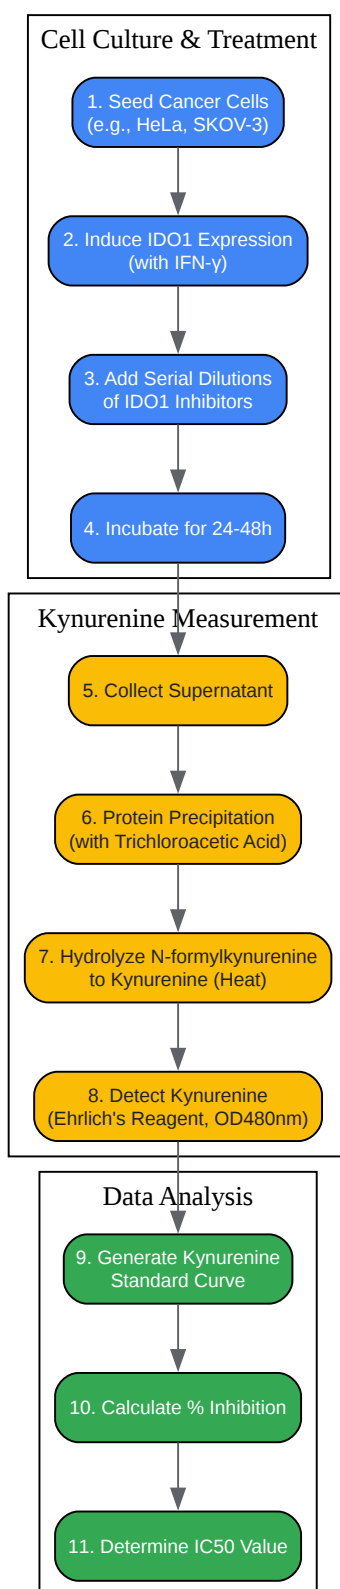 Cell Culture & Treatment
1. Seed Cancer Cells
(e.g., HeLa, SKOV-3)
2. Induce IDO1 Expression
(with IFN-γ)
3. Add Serial Dilutions
of IDO1 Inhibitors
4. Incubate for 24-48h
Kynurenine Measurement
5. Collect Supernatant
6. Protein Precipitation
(with Trichloroacetic Acid)
7. Hydrolyze N-formylkynurenine
to Kynurenine (Heat)
8. Detect Kynurenine
(Ehrlich's Reagent, OD480nm)
Data Analysis
9. Generate Kynurenine
Standard Curve
10. Calculate % Inhibition
11. Determine IC50 Value